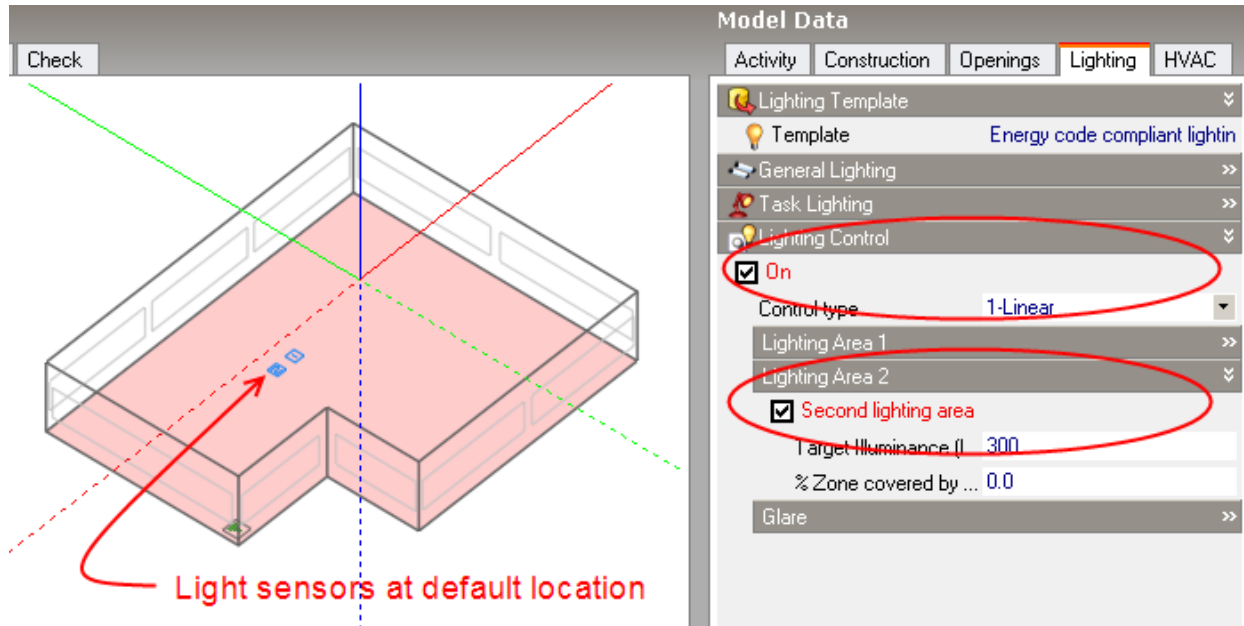 Model Data
Check
Activity Construction Openings Lighting HVAC
Lighting Template
Template Energy code compliant lightin
General Lighting
Task Lighting
Lighting Control
On
Control type 1-Linear
Lighting Area 1
Lighting Area 2
Second lighting area
Target Illuminance (l 300
% Zone covered by ... 0.0
Glare
Light sensors at default location